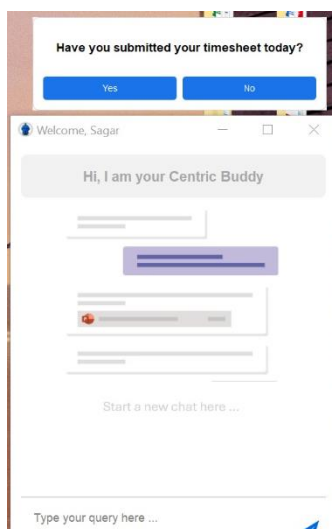 Have you submitted your timesheet today?
Yes
No
Welcome, Sagar
Hi, I am your Centric Buddy
Start a new chat here ...
Type your query here ...